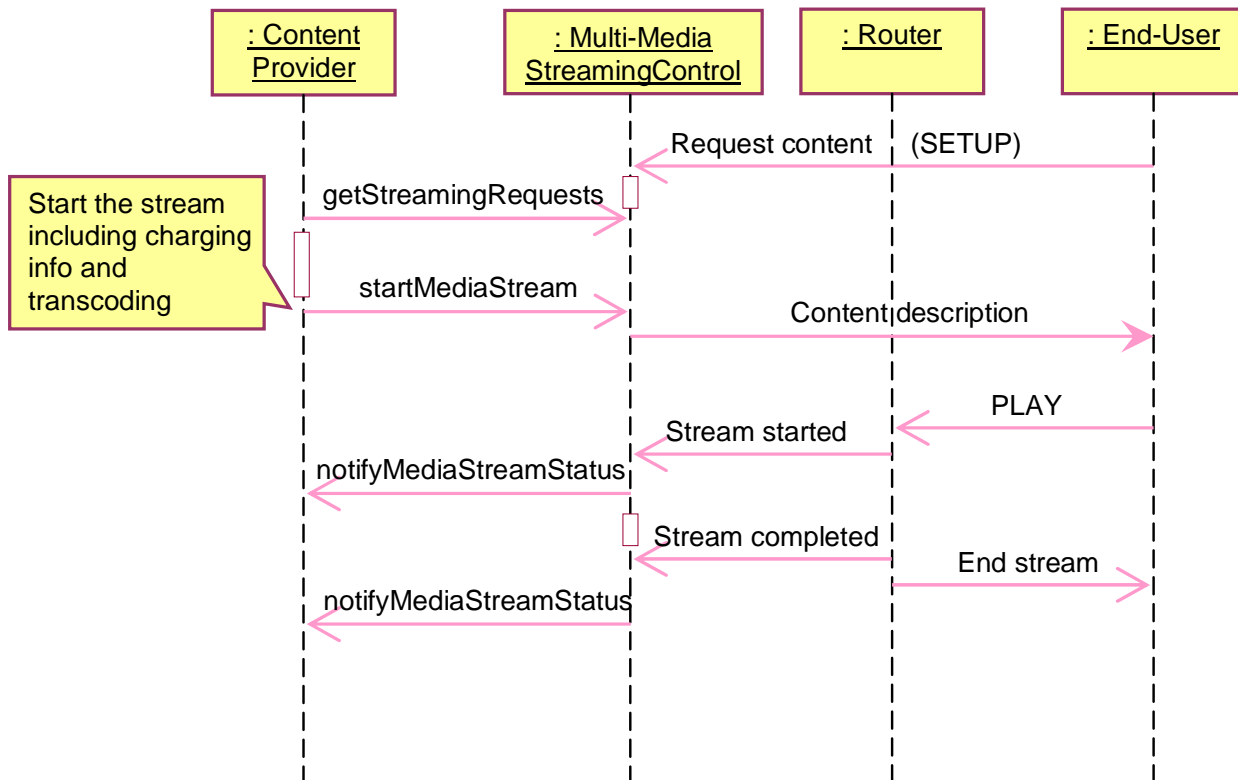 : Content
Provider
: Multi-Media
StreamingControl
: Router
: End-User
Request content (SETUP)
getStreamingRequests
Start the stream
including charging
info and
transcoding
startMediaStream
Content description
PLAY
Stream started
notifyMediaStreamStatus
Stream completed
End stream
notifyMediaStreamStatus